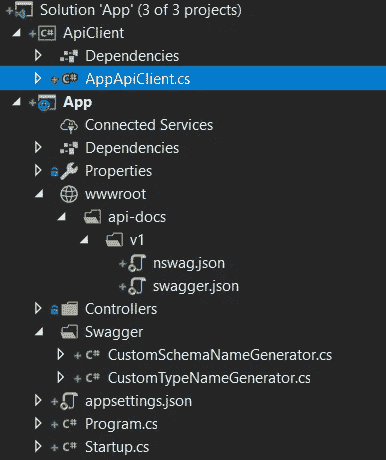 Solution 'App' (3 of 3 projects)
ApiClient
Dependencies
AppApiClient.cs
App
Connected Services
Dependencies
Properties
wwwroot
api-docs
v1
nswag.json
swagger.json
Controllers
Swagger
CustomSchemaNameGenerator.cs
CustomTypeNameGenerator.cs
appsettings.json
Program.cs
Startup.cs